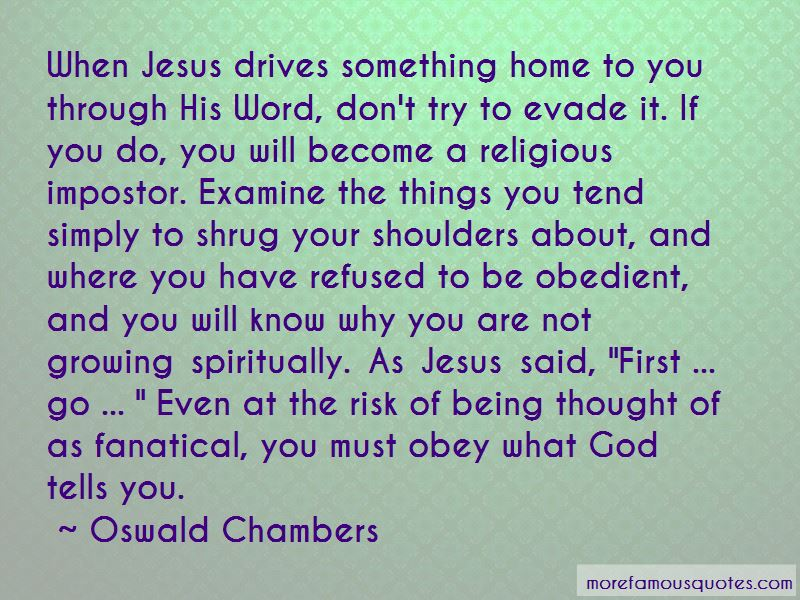 When Jesus drives something home to you
through His Word, don't try to evade it. If
you do, you will become a religious
impostor. Examine the things you tend
simply to shrug your shoulders about, and
where you have refused to be obedient,
and you will know why you are not
growing spiritually. As Jesus said, "First ...
go ... " Even at the risk of being thought of
as fanatical, you must obey what God
tells you.
~ Oswald Chambers
morefamousquotes.com